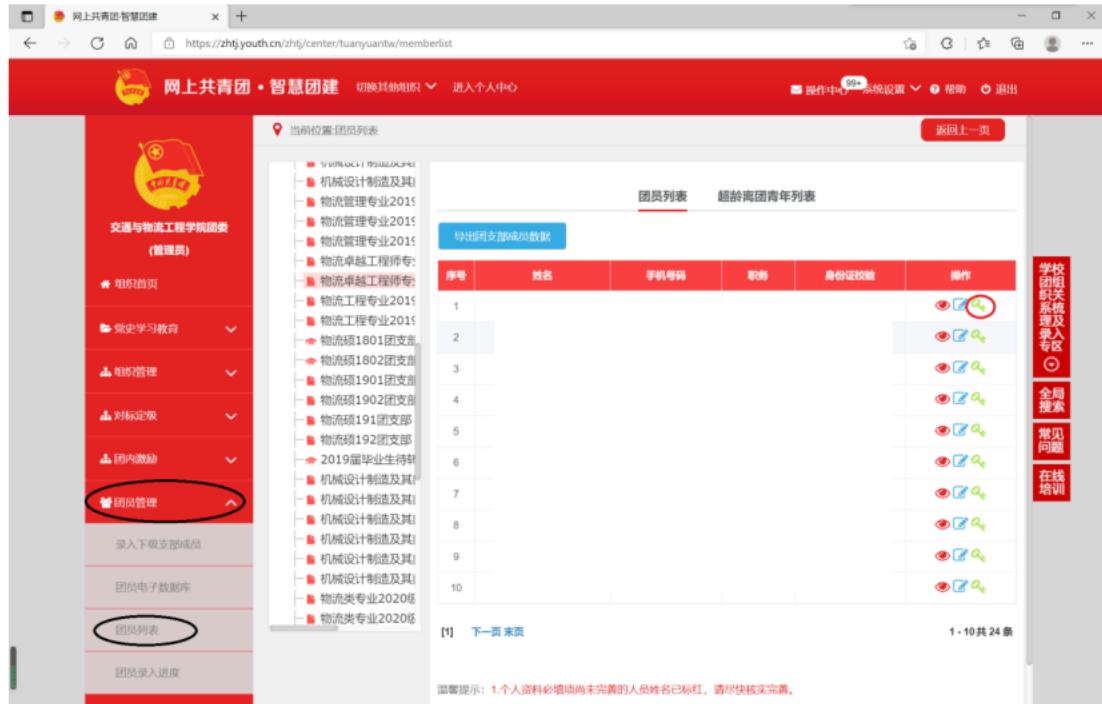 网上共青团·智慧团建
https://zhtj.youth.cn/zhtj/center/tuanyuantw/memberlist
网上共青团·智慧团建 切换其他组织 进入个人中心
操作中心 99+ 系统设置 帮助 退出
当前位置:团员列表
返回上一页
交通与物流工程学院团委
(管理员)
组织首页
党史学习教育
组织管理
对标定级
团内激励
团员管理
录入下级支部成员
团员电子数据库
团员列表
团员录入进度
机械设计制造及其
机械设计制造及其
物流管理专业2019
物流管理专业2019
物流管理专业2019
物流卓越工程师专
物流卓越工程师专
物流工程专业2019
物流工程专业2019
物流硕1801团支部
物流硕1802团支部
物流硕1901团支部
物流硕1902团支部
物流硕191团支部
物流硕192团支部
2019届毕业生待转
机械设计制造及其
机械设计制造及其
机械设计制造及其
机械设计制造及其
机械设计制造及其
机械设计制造及其
物流类专业2020级
物流类专业2020级
团员列表 超龄离团青年列表
导出团支部成员数据
序号 姓名 手机号码 职务 身份证校验 操作
1
2
3
4
5
6
7
8
9
10
[1] 下一页 末页
1 - 10 共 24 条
温馨提示：1.个人资料必填项尚未完善的人员姓名已标红，请尽快核实完善。
学校
团组
织关
系统
理及
录入
专区
全局
搜索
常见
问题
在线
培训